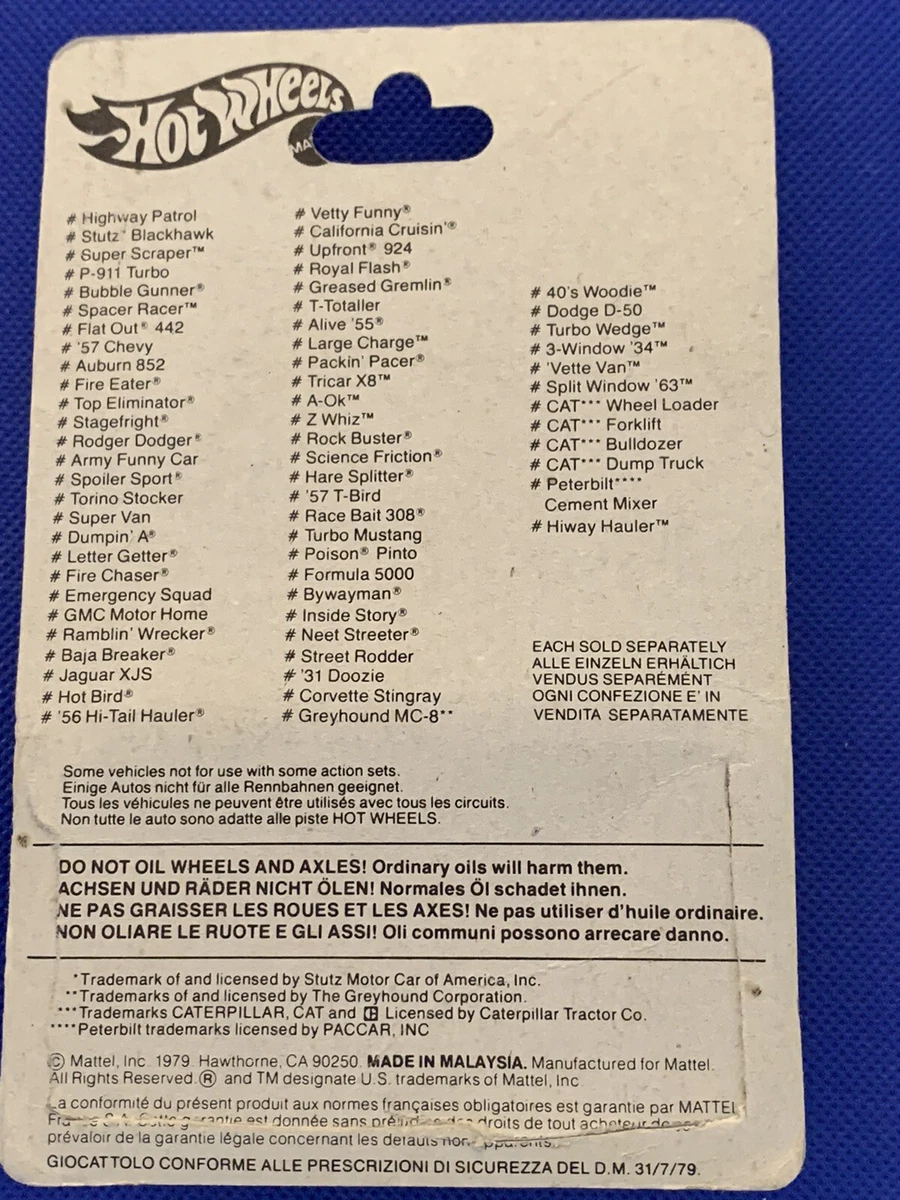 HOT WHEELS
MA
# Highway Patrol
# Stutz* Blackhawk
# Super Scraper™
# P-911 Turbo
# Bubble Gunner®
# Spacer Racer™
# Flat Out® 442
# '57 Chevy
# Auburn 852
# Fire Eater®
# Top Eliminator®
# Stagefright®
# Rodger Dodger®
# Army Funny Car
# Spoiler Sport®
# Torino Stocker
# Super Van
# Dumpin' A®
# Letter Getter®
# Fire Chaser®
# Emergency Squad
# GMC Motor Home
# Ramblin' Wrecker®
# Baja Breaker®
# Jaguar XJS
# Hot Bird®
# '56 Hi-Tail Hauler®
# Vetty Funny®
# California Cruisin'®
# Upfront® 924
# Royal Flash®
# Greased Gremlin®
# T-Totaller
# Alive '55®
# Large Charge™
# Packin' Pacer®
# Tricar X8™
# A-Ok™
# Z Whiz™
# Rock Buster®
# Science Friction®
# Hare Splitter®
# '57 T-Bird
# Race Bait 308®
# Turbo Mustang
# Poison® Pinto
# Formula 5000
# Bywayman®
# Inside Story®
# Neet Streeter®
# Street Rodder
# '31 Doozie
# Corvette Stingray
# Greyhound MC-8**
# 40's Woodie™
# Dodge D-50
# Turbo Wedge™
# 3-Window '34™
# 'Vette Van™
# Split Window '63™
# CAT*** Wheel Loader
# CAT*** Forklift
# CAT*** Bulldozer
# CAT*** Dump Truck
# Peterbilt****
Cement Mixer
# Hiway Hauler™
EACH SOLD SEPARATELY
ALLE EINZELN ERHÄLTICH
VENDUS SEPARÉMÉNT
OGNI CONFEZIONE E' IN
VENDITA SEPARATAMENTE
Some vehicles not for use with some action sets.
Einige Autos nicht für alle Rennbahnen geeignet.
Tous les véhicules ne peuvent être utilisés avec tous les circuits.
Non tutte le auto sono adatte alle piste HOT WHEELS.
DO NOT OIL WHEELS AND AXLES! Ordinary oils will harm them.
ACHSEN UND RÄDER NICHT ÖLEN! Normales Öl schadet ihnen.
NE PAS GRAISSER LES ROUES ET LES AXES! Ne pas utiliser d'huile ordinaire.
NON OLIARE LE RUOTE E GLI ASSI! Oli communi possono arrecare danno.
*Trademark of and licensed by Stutz Motor Car of America, Inc.
**Trademarks of and licensed by The Greyhound Corporation.
***Trademarks CATERPILLAR, CAT and Licensed by Caterpillar Tractor Co.
****Peterbilt trademarks licensed by PACCAR, INC
© Mattel, Inc. 1979. Hawthorne, CA 90250. MADE IN MALAYSIA. Manufactured for Mattel.
All Rights Reserved. ® and TM designate U.S. trademarks of Mattel, Inc.
La conformité du présent produit aux normes françaises obligatoires est garantie par MATTEL
garantie est donnée sans droits de tout acheteur de
prévaloir de la garantie légale concernant les défauts non
GIOCATTOLO CONFORME ALLE PRESCRIZIONI DI SICUREZZA DEL D.M. 31/7/79.